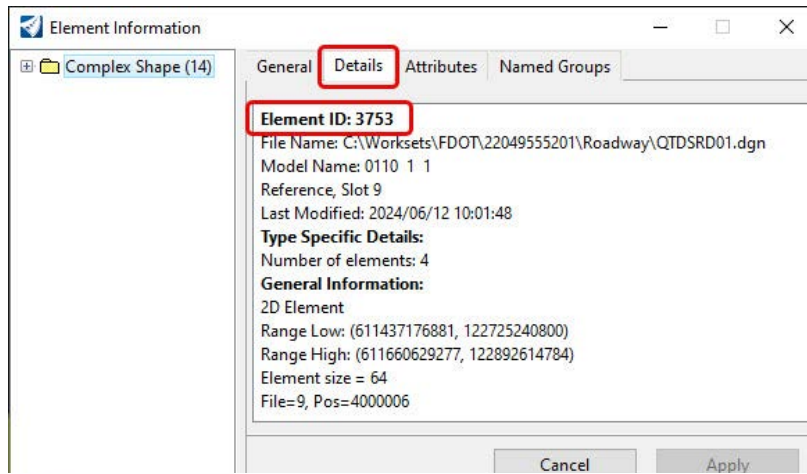 Element Information
Complex Shape (14)
General Details Attributes Named Groups
Element ID: 3753
File Name: C:\Worksets\FDOT\22049555201\Roadway\QTDSRD01.dgn
Model Name: 0110 1 1
Reference, Slot 9
Last Modified: 2024/06/12 10:01:48
Type Specific Details:
Number of elements: 4
General Information:
2D Element
Range Low: (611437176881, 122725240800)
Range High: (611660629277, 122892614784)
Element size = 64
File=9, Pos=4000006
Cancel Apply